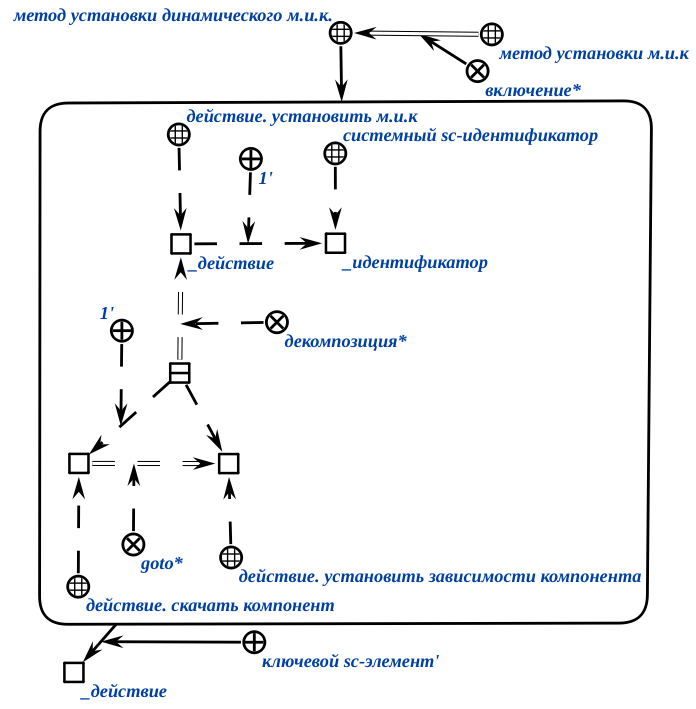 метод установки динамического м.и.к.
метод установки м.и.к
включение*
действие. установить м.и.к
системный sc-идентификатор
1'
_действие
_идентификатор
1'
декомпозиция*
goto*
действие. установить зависимости компонента
действие. скачать компонент
ключевой sc-элемент'
_действие